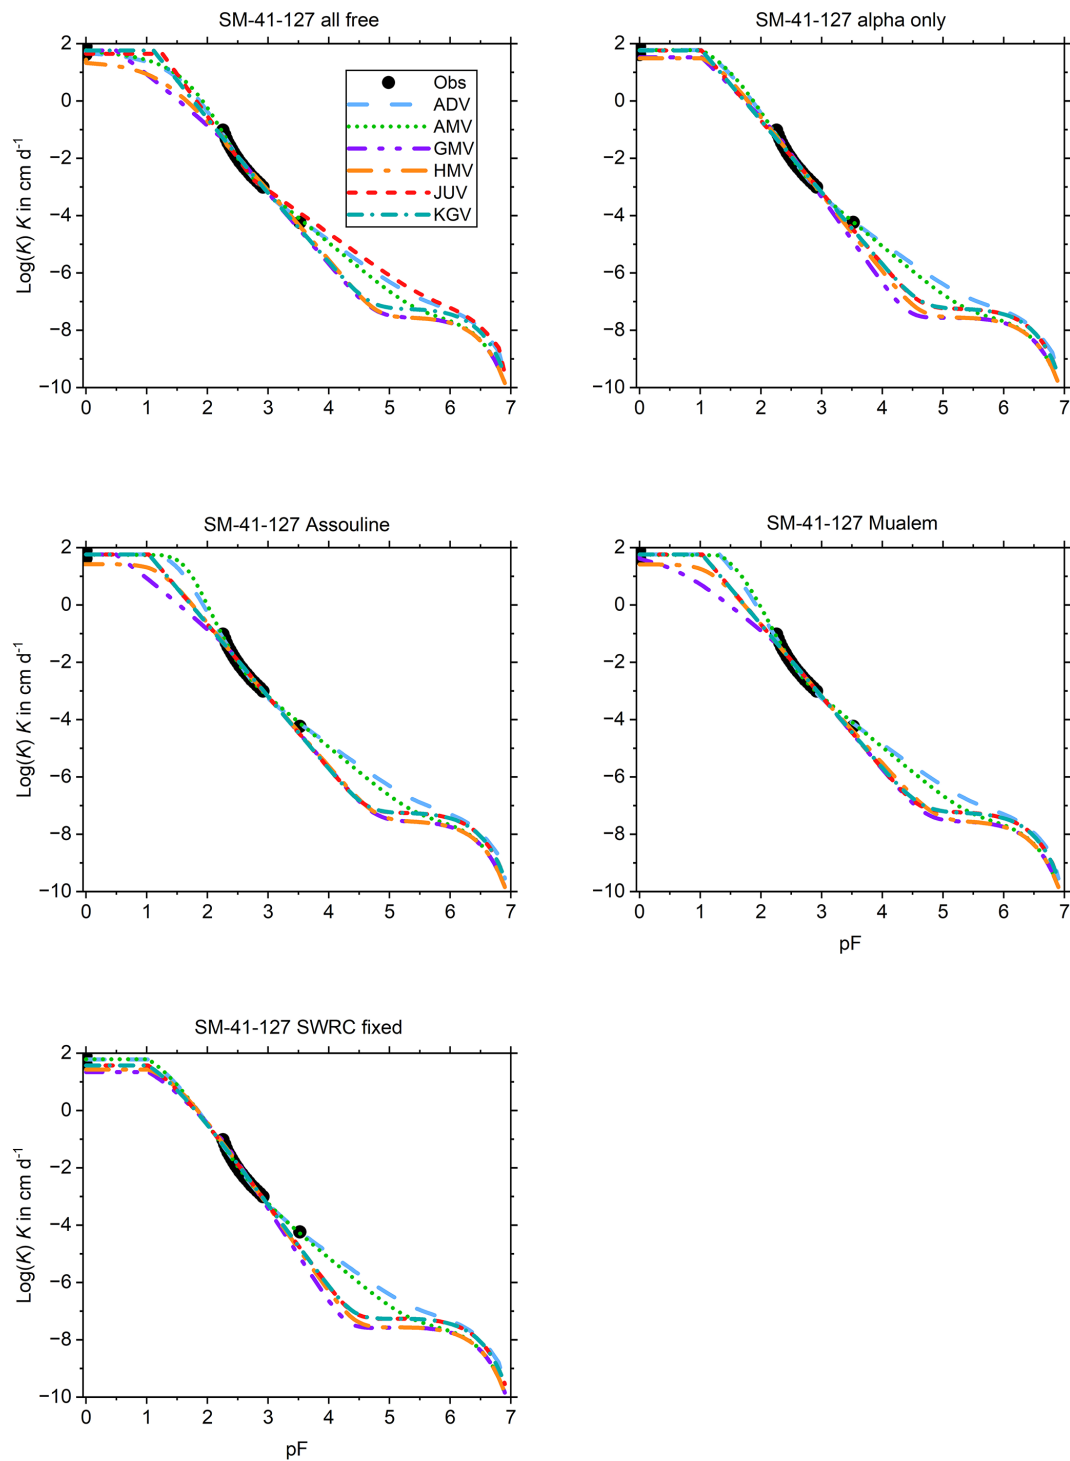 SM-41-127 all free
2
0
−2
−4
−6
−8
−10
Log(K) K in cm d-1
0 1 2 3 4 5 6 7
Obs
ADV
AMV
GMV
HMV
JUV
KGV
SM-41-127 alpha only
2
0
−2
−4
−6
−8
−10
0 1 2 3 4 5 6 7
SM-41-127 Assouline
2
0
−2
−4
−6
−8
−10
Log(K) K in cm d-1
0 1 2 3 4 5 6 7
SM-41-127 Mualem
2
0
−2
−4
−6
−8
−10
0 1 2 3 4 5 6 7
pF
SM-41-127 SWRC fixed
2
0
−2
−4
−6
−8
−10
Log(K) K in cm d-1
0 1 2 3 4 5 6 7
pF